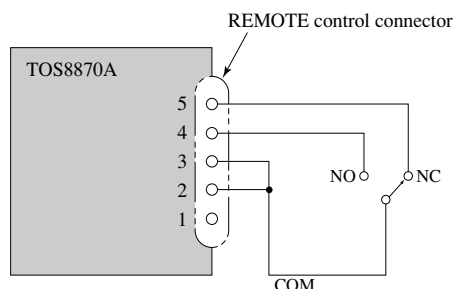 REMOTE control connector
TOS8870A
5
4
3
NO
NC
2
1
COM